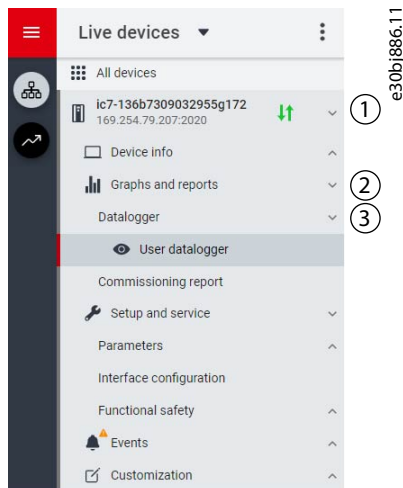 Live devices
All devices
ic7-136b7309032955g172
169.254.79.207:2020
1
Device info
Graphs and reports
2
Datalogger
3
User datalogger
Commissioning report
Setup and service
Parameters
Interface configuration
Functional safety
Events
Customization
e30bj886.11